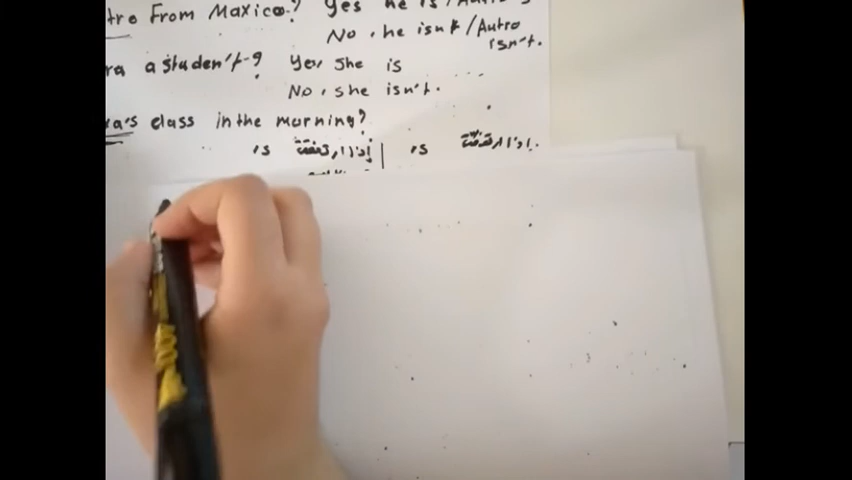 tro From Maxico? Yes he is / Autro's
No, he isn't / Autro isn't.
ra a student? Yes, She is
No, she isn't.
ra's class in the morning?
is | is